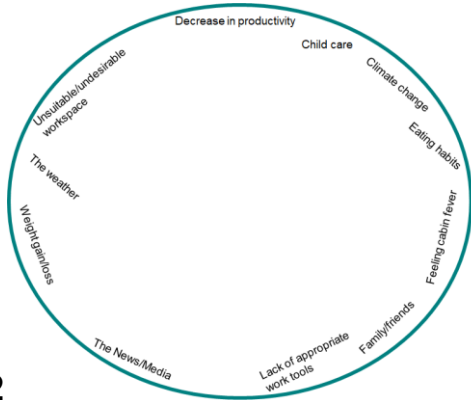 Decrease in productivity
Child care
Climate change
Eating habits
Feeling cabin fever
Family/friends
Lack of appropriate
work tools
The News/Media
Weight gain/loss
The weather
Unsuitable/undesirable
workspace